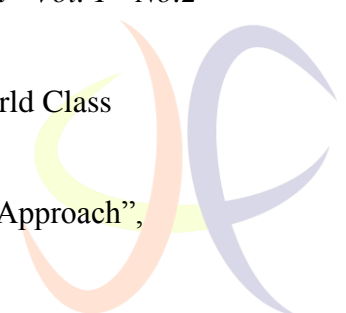 Vol. 1 No.2
rld Class
Approach”,